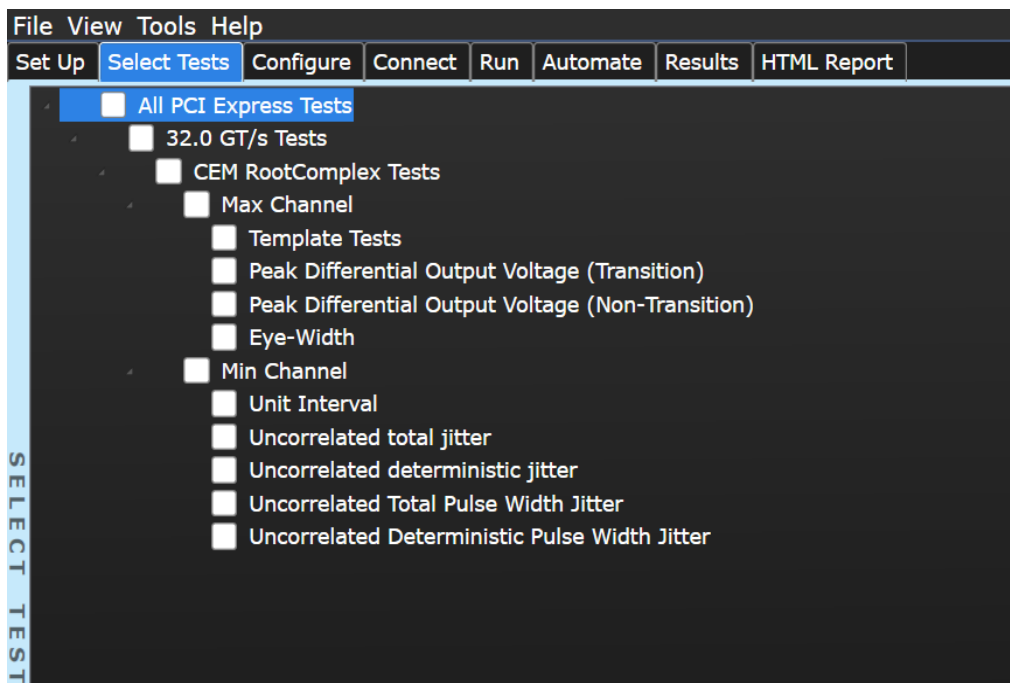 File View Tools Help
Set Up Select Tests Configure Connect Run Automate Results HTML Report
All PCI Express Tests
32.0 GT/s Tests
CEM RootComplex Tests
Max Channel
Template Tests
Peak Differential Output Voltage (Transition)
Peak Differential Output Voltage (Non-Transition)
Eye-Width
Min Channel
Unit Interval
Uncorrelated total jitter
Uncorrelated deterministic jitter
Uncorrelated Total Pulse Width Jitter
Uncorrelated Deterministic Pulse Width Jitter
SELECT TEST